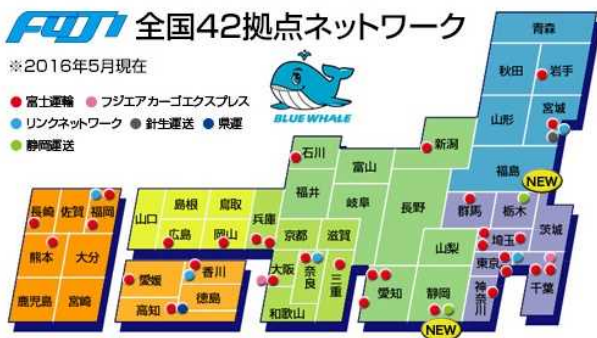 FUJI 全国42拠点ネットワーク
※2016年5月現在
富士運輸 フジエアカーゴエクスプレス
リンクネットワーク 針生運送 県運
静岡運送
BLUE WHALE
青森
秋田 岩手
山形 宮城
福島
NEW
新潟
石川 富山
福井 岐阜 長野
群馬 栃木 茨城
埼玉
山梨 東京
神奈川 千葉
愛知 静岡
NEW
京都 滋賀
大阪 奈良 三重
和歌山
兵庫
鳥取 島根
岡山 広島 山口
香川 愛媛
徳島 高知
長崎 佐賀 福岡
熊本 大分
鹿児島 宮崎